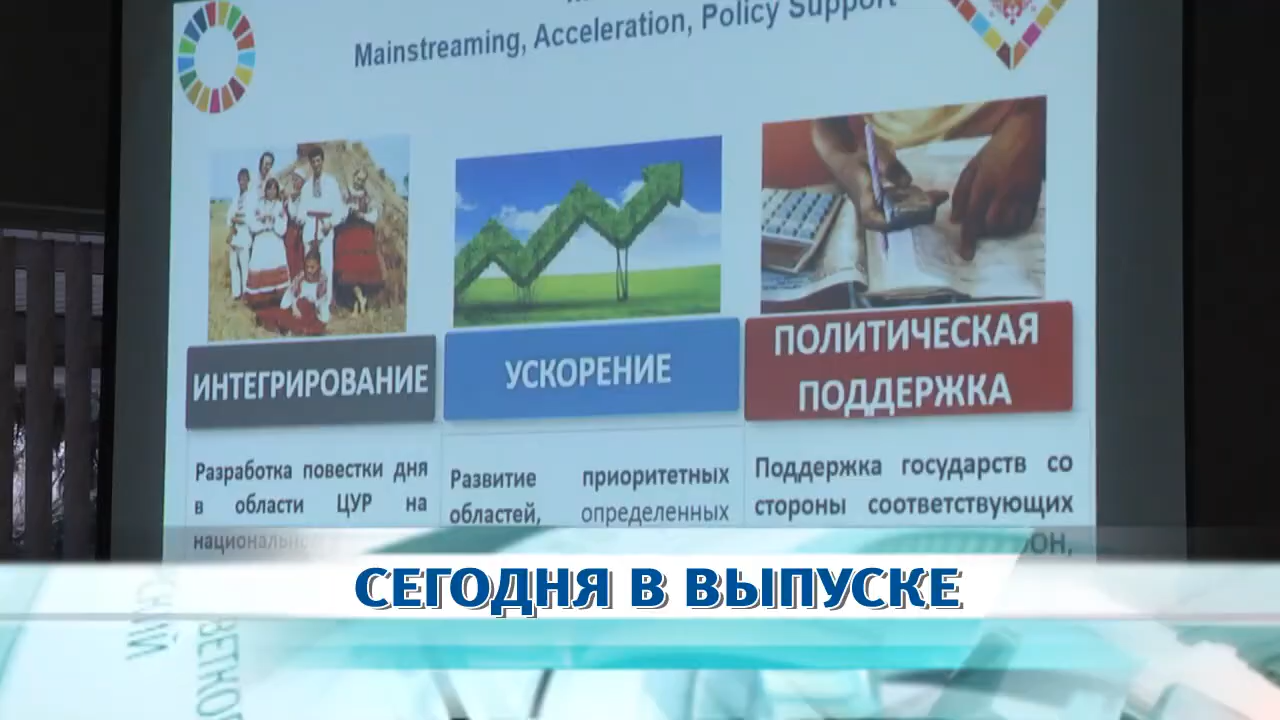 Mainstreaming, Acceleration, Policy Support
ИНТЕГРИРОВАНИЕ
УСКОРЕНИЕ
ПОЛИТИЧЕСКАЯ
ПОДДЕРЖКА
Разработка повестки дня
в области ЦУР на
Развитие приоритетных
областей, определенных
Поддержка государств со
стороны соответствующих
СЕГОДНЯ В ВЫПУСКЕ